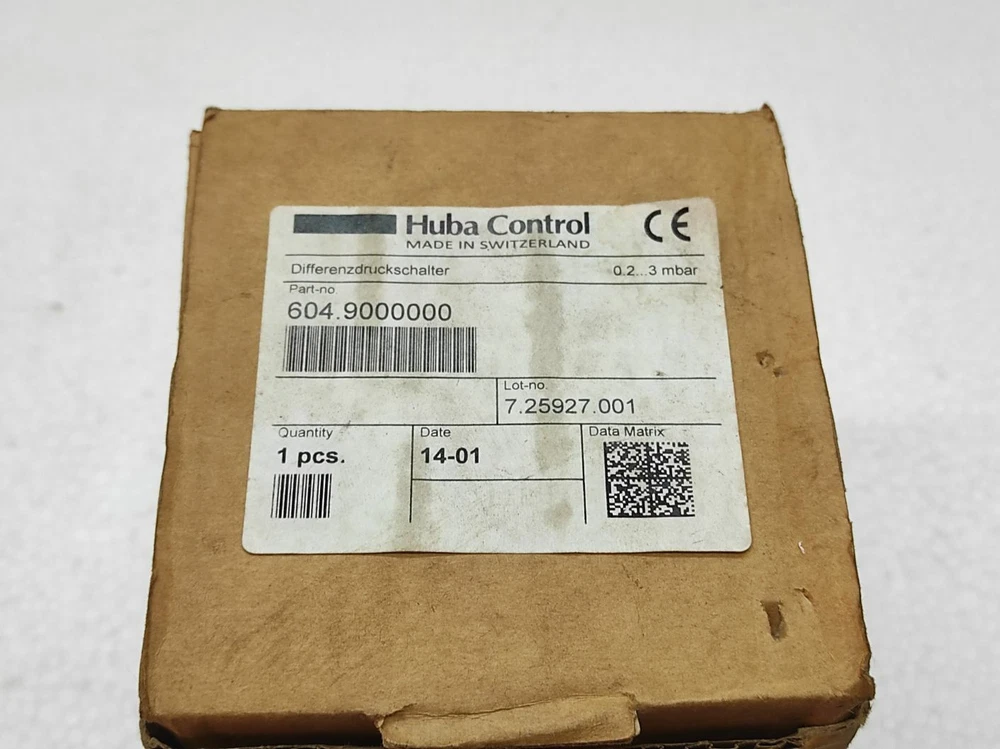 Huba Control
CE
MADE IN SWITZERLAND
Differenzdruckschalter 0.2...3 mbar
Part-no.
604.9000000
Lot-no.
7.25927.001
Quantity Date Data Matrix
1 pcs. 14-01